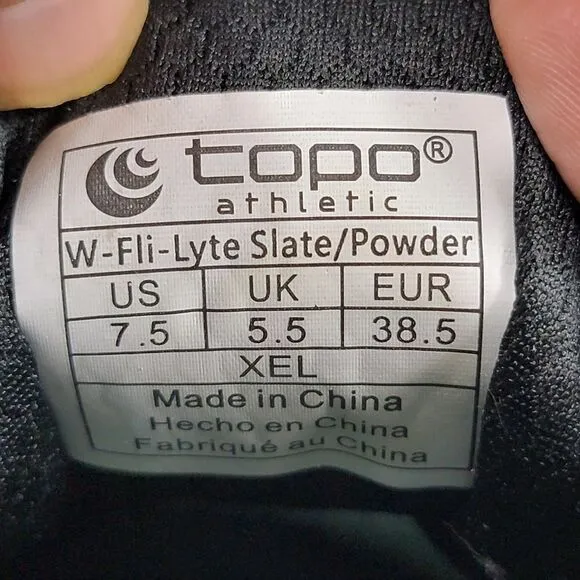 topo®
athletic
W-Fli-Lyte Slate/Powder
US UK EUR
7.5 5.5 38.5
XEL
Made in China
Hecho en China
Fabriqué au China